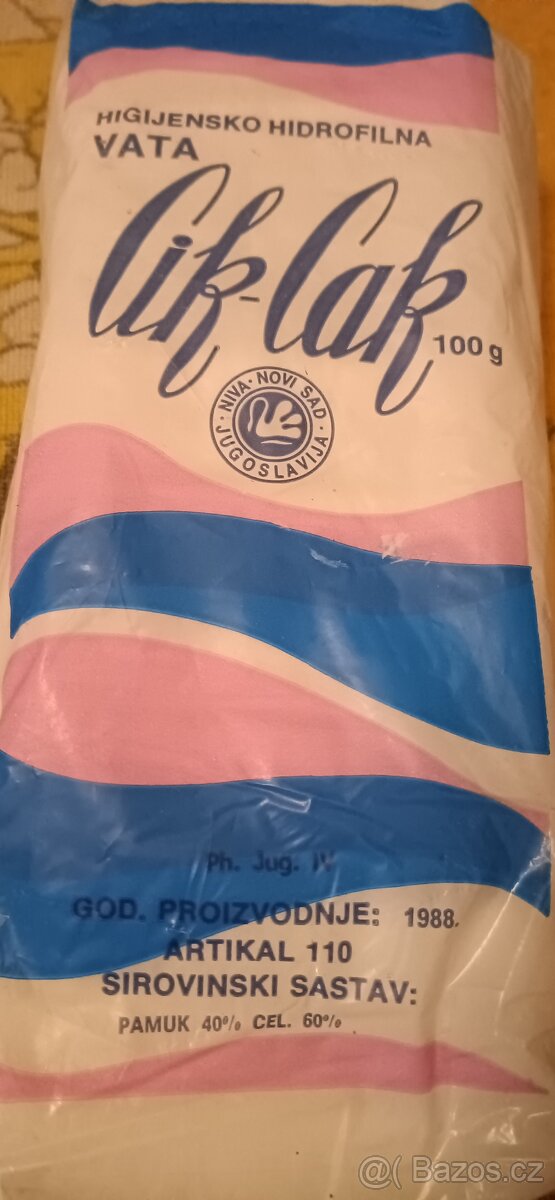 HIGIJENSKO HIDROFILNA
VATA
Cik-Cak
100 g
NIVA · NOVI SAD · JUGOSLAVIJA ·
Ph. Jug. IV
GOD. PROIZVODNJE: 1988.
ARTIKAL 110
SIROVINSKI SASTAV:
PAMUK 40% CEL. 60%
@( Bazos.cz